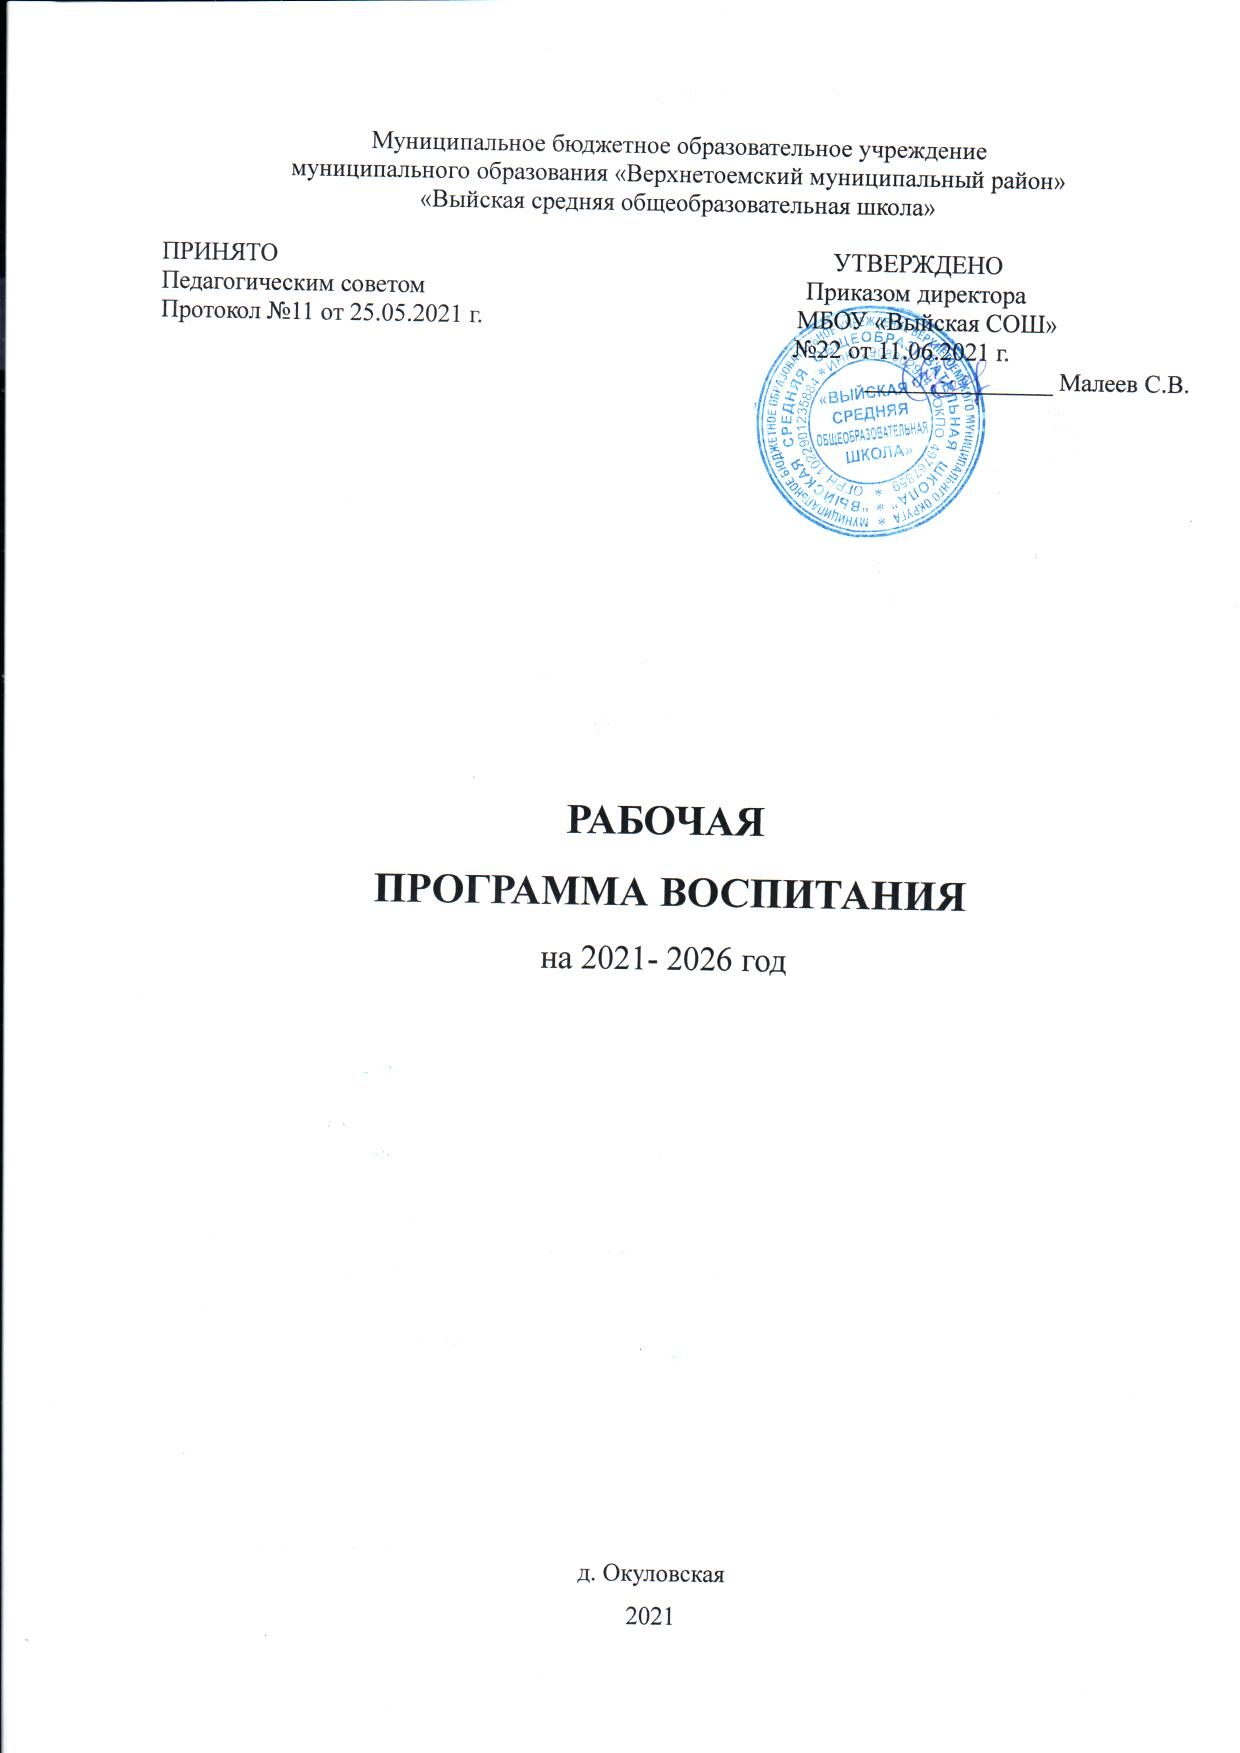 Муниципальное бюджетное образовательное учреждение
муниципального образования «Верхнетоемский муниципальный район»
«Выйская средняя общеобразовательная школа»
ПРИНЯТО
Педагогическим советом
Протокол №11 от 25.05.2021 г.
УТВЕРЖДЕНО
Приказом директора
МБОУ «Выйская СОШ»
№22 от 11.06.2021 г.
Малеев С.В.
«ВЫЙСКАЯ
СРЕДНЯЯ
ОБЩЕОБРАЗОВАТЕЛЬНАЯ
ШКОЛА»
ОГРН 1022901235884
РАБОЧАЯ
ПРОГРАММА ВОСПИТАНИЯ
на 2021- 2026 год
д. Окуловская
2021